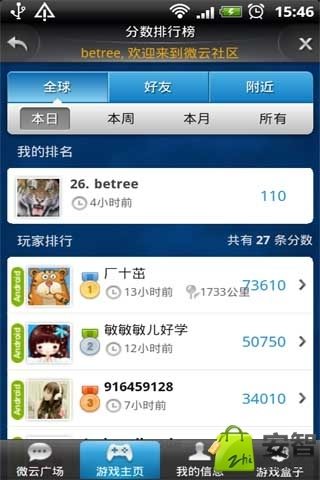 15:46
分数排行榜
betree, 欢迎来到微云社区
全球 好友 附近
本日 本周 本月 所有
我的排名
26. betree
4小时前
110
玩家排行 共有 27 条分数
Android
1
厂十茁
13小时前 1733公里
73610
Android
2
敏敏敏儿好学
12小时前
50750
Android
3
916459128
9小时前
34010
微云广场 游戏主页 我的信息 游戏盒子
安智
zhi